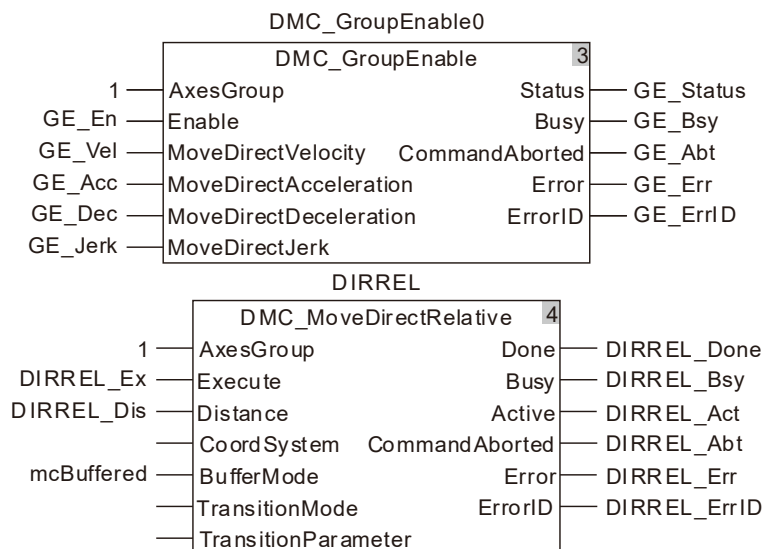 DMC_GroupEnable0
DMC_GroupEnable 3
1 AxesGroup Status GE_Status
GE_En Enable Busy GE_Bsy
GE_Vel MoveDirectVelocity CommandAborted GE_Abt
GE_Acc MoveDirectAcceleration Error GE_Err
GE_Dec MoveDirectDeceleration ErrorID GE_ErrID
GE_Jerk MoveDirectJerk
DIRREL
DMC_MoveDirectRelative 4
1 AxesGroup Done DIRREL_Done
DIRREL_Ex Execute Busy DIRREL_Bsy
DIRREL_Dis Distance Active DIRREL_Act
CoordSystem CommandAborted DIRREL_Abt
mcBuffered BufferMode Error DIRREL_Err
TransitionMode ErrorID DIRREL_ErrID
TransitionParameter